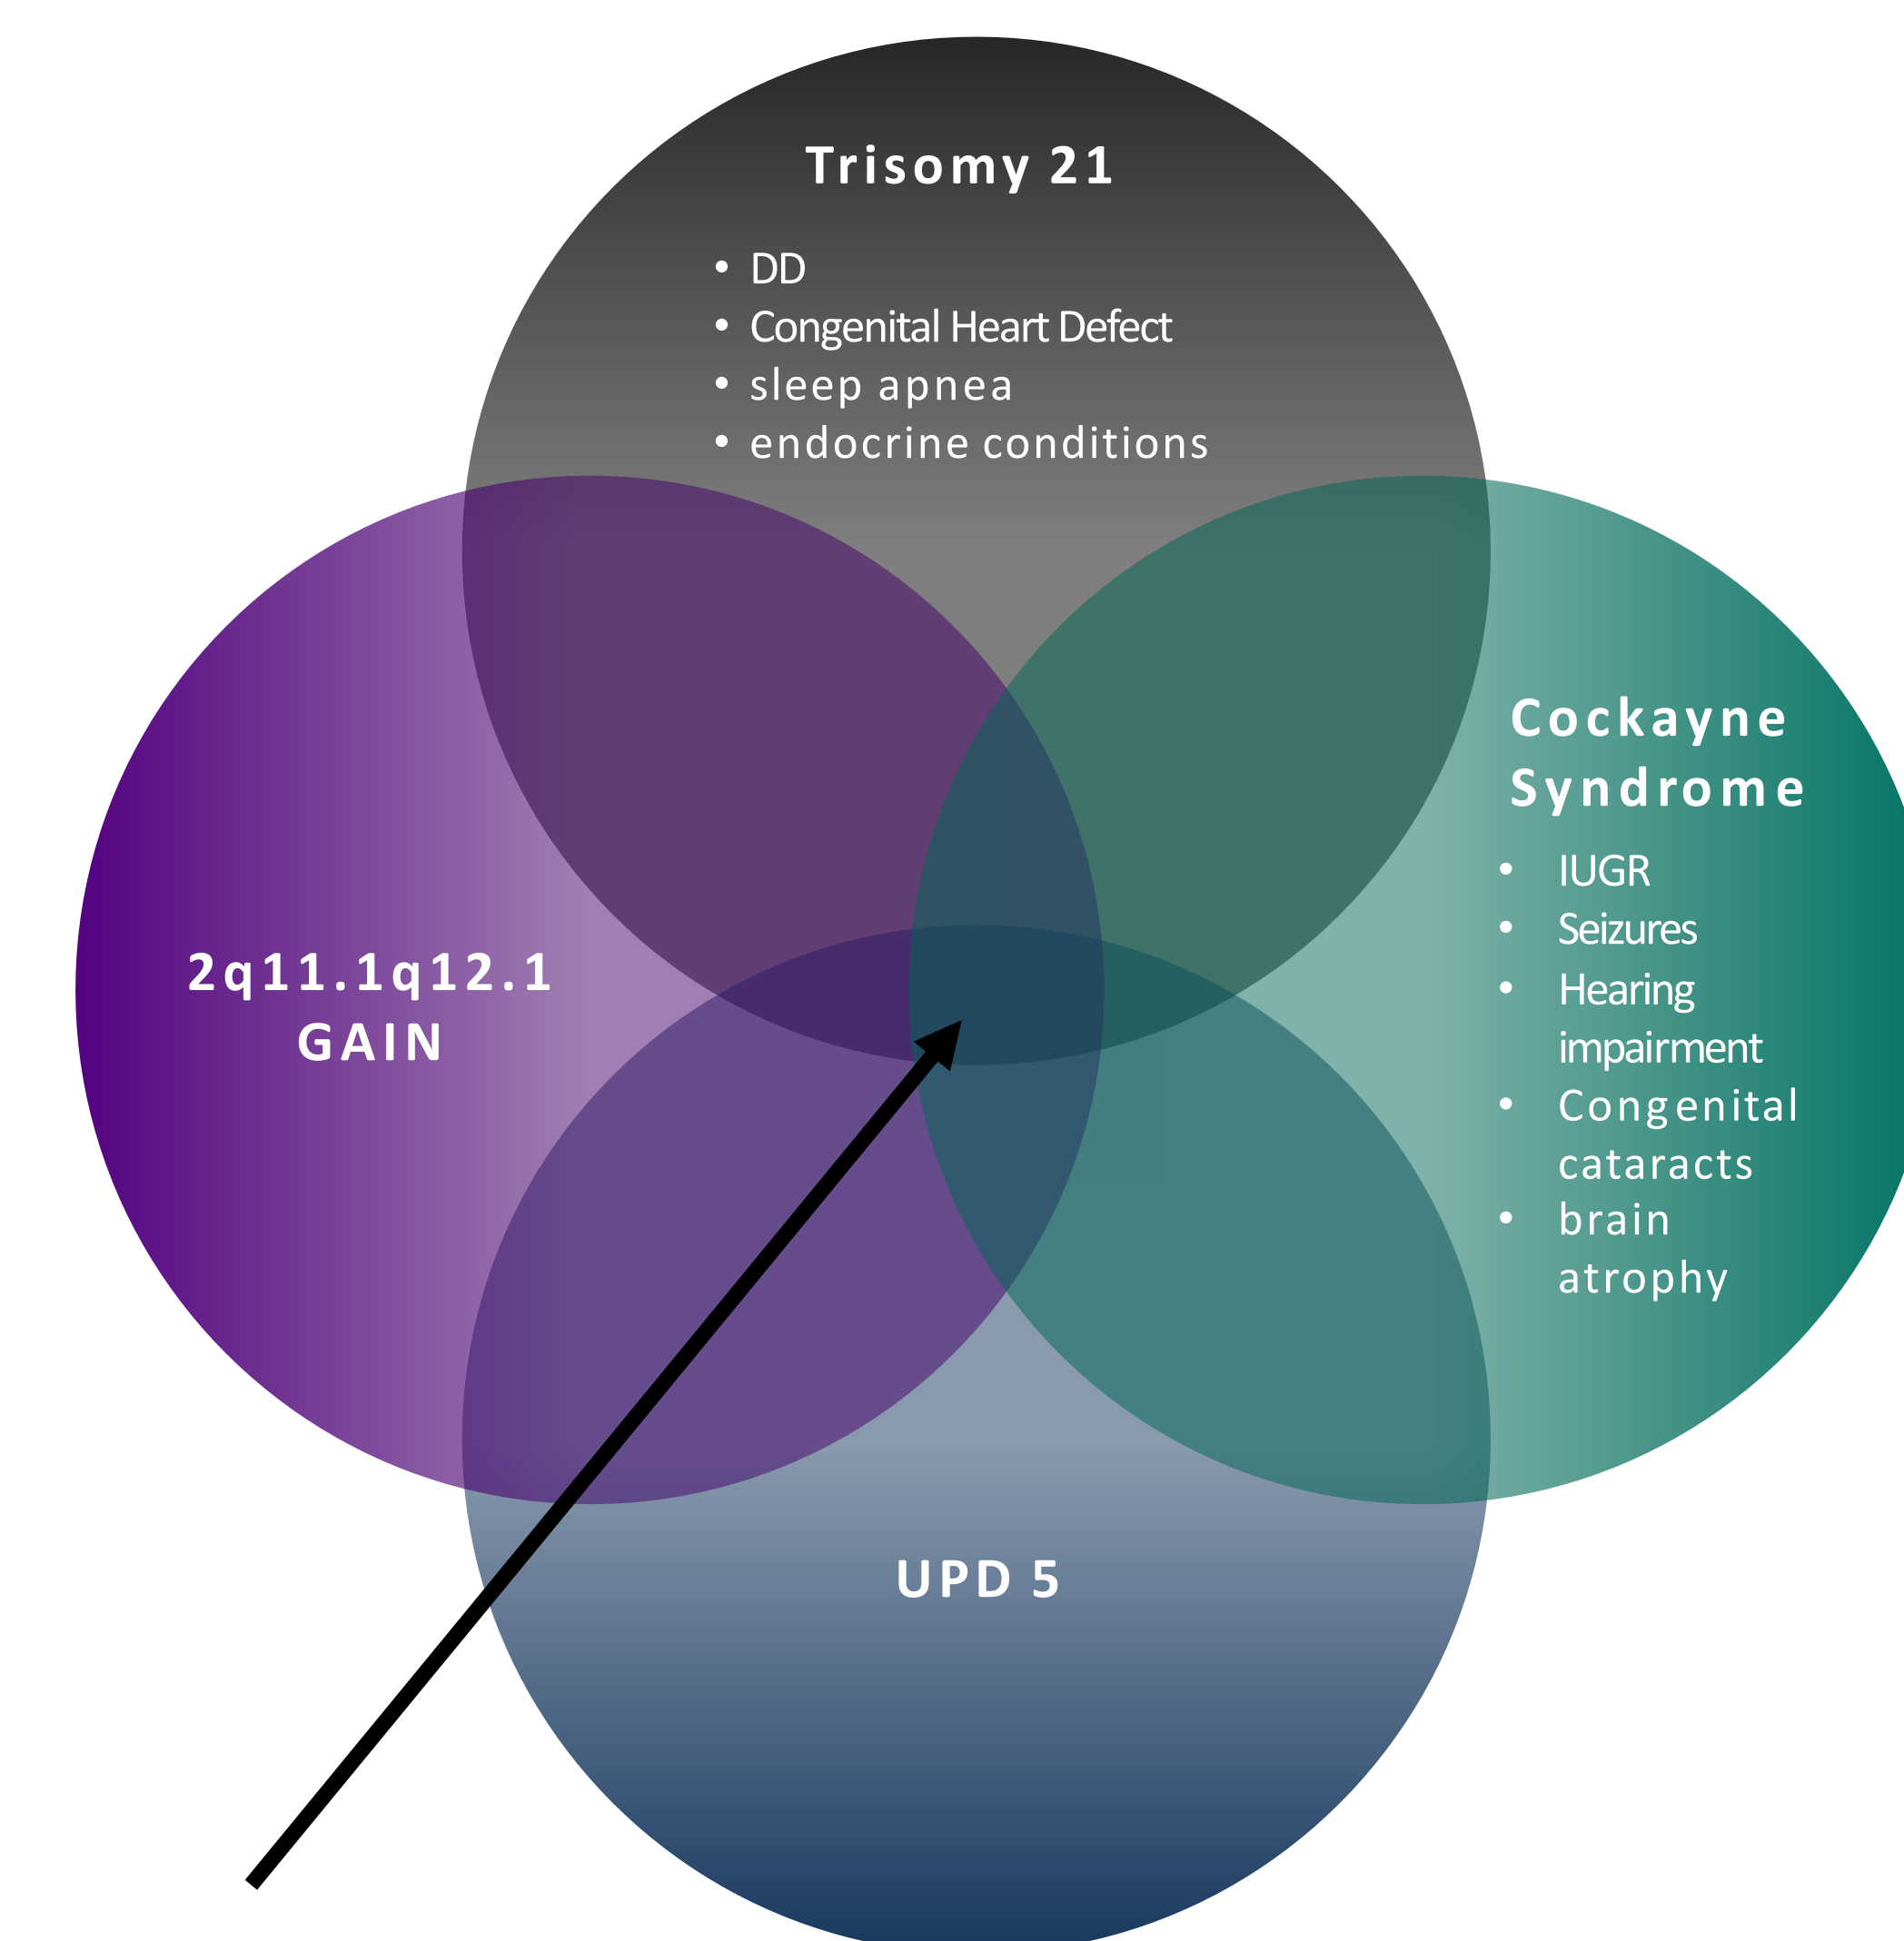 Trisomy 21
• DD
• Congenital Heart Defect
• sleep apnea
• endocrine conditions
2q11.1q12.1
GAIN
Cockayne
Syndrome
• IUGR
• Seizures
• Hearing
impairment
• Congenital
cataracts
• brain
atrophy
UPD 5